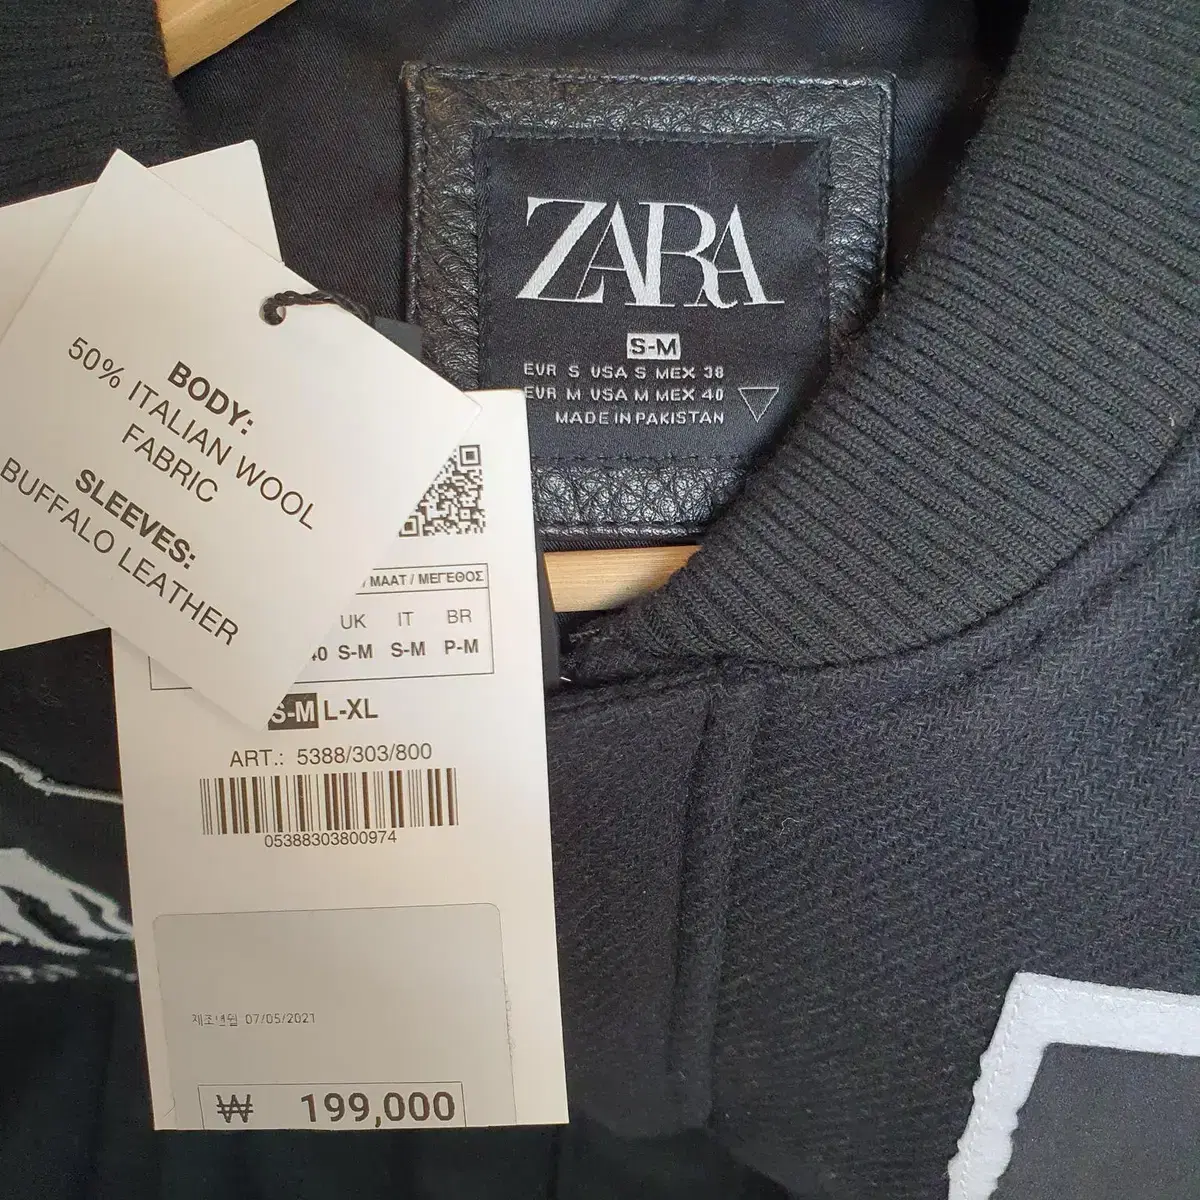 ZARA
S-M
EUR S USA S MEX 38
EUR M USA M MEX 40
MADE IN PAKISTAN
BODY:
50% ITALIAN WOOL
FABRIC
SLEEVES:
BUFFALO LEATHER
/ MAAT / ΜΕΓΕΘΟΣ
UK IT BR
40 S-M S-M P-M
S-M L-XL
ART.: 5388/303/800
05388303800974
제조년월 07/05/2021
₩ 199,000